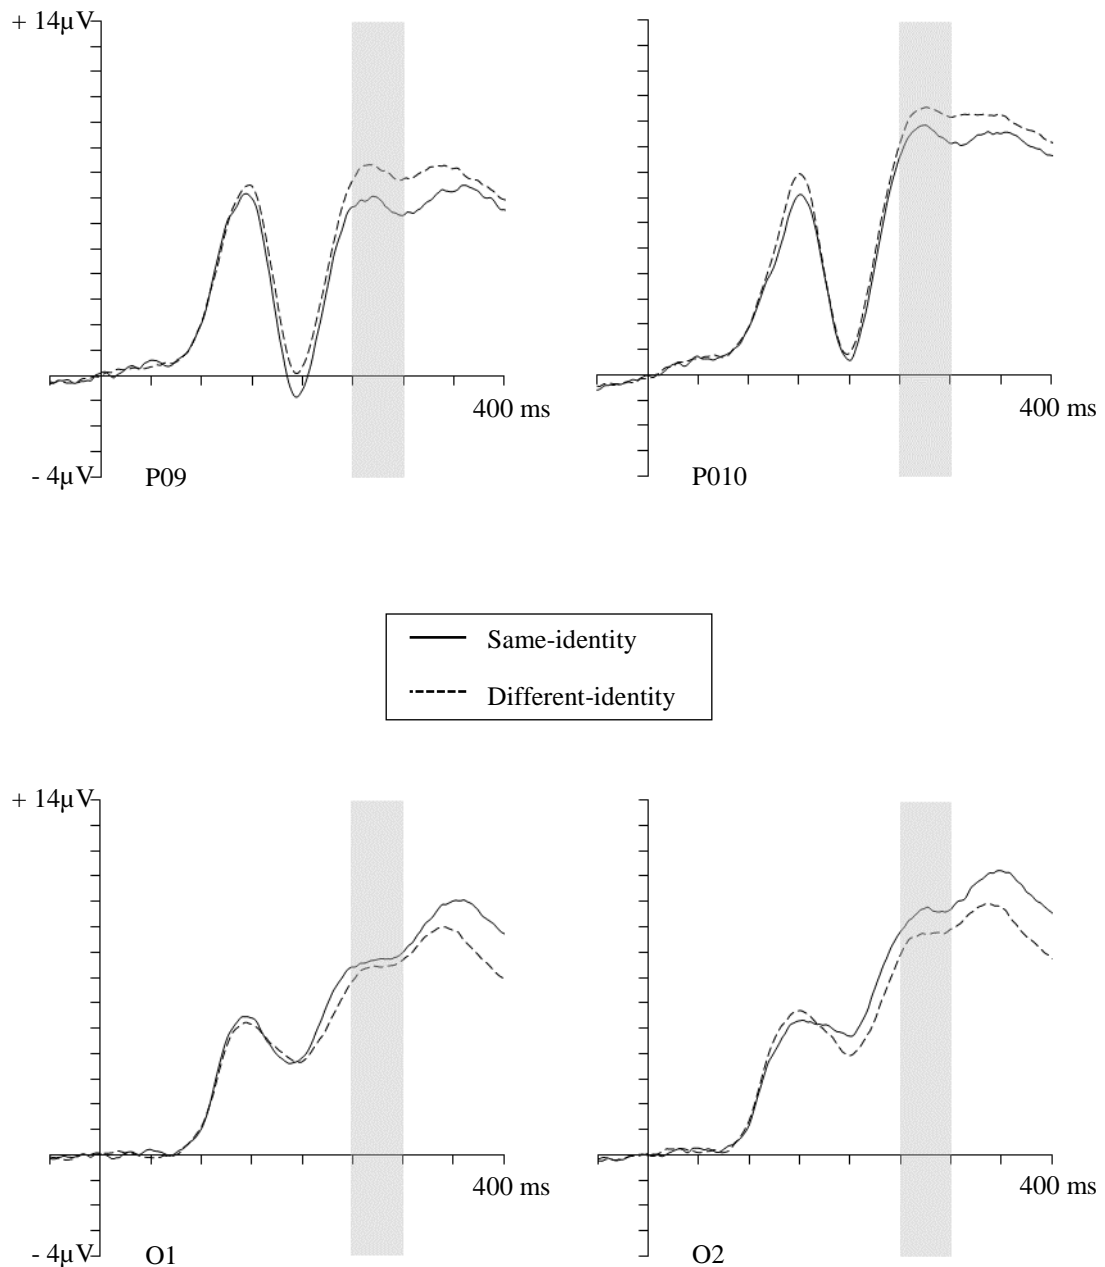 + 14µV
400 ms
400 ms
- 4µV
P09
P010
Same-identity
Different-identity
+ 14µV
400 ms
400 ms
- 4µV
O1
O2